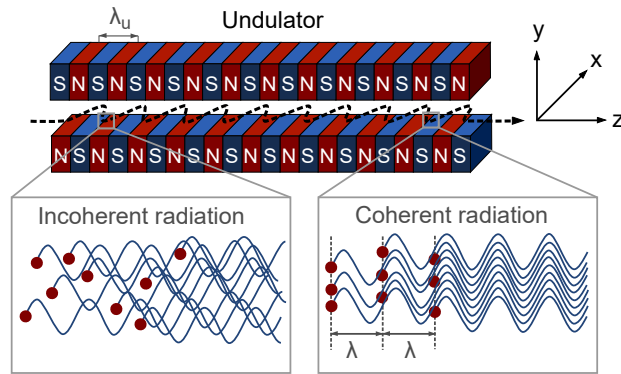 Undulator
λu
S N S N S N S N S N S N S N S N S N S N S N
N S N S N S N S N S N S N S N S N S N S N S
y
x
z
Incoherent radiation
Coherent radiation
λ λ